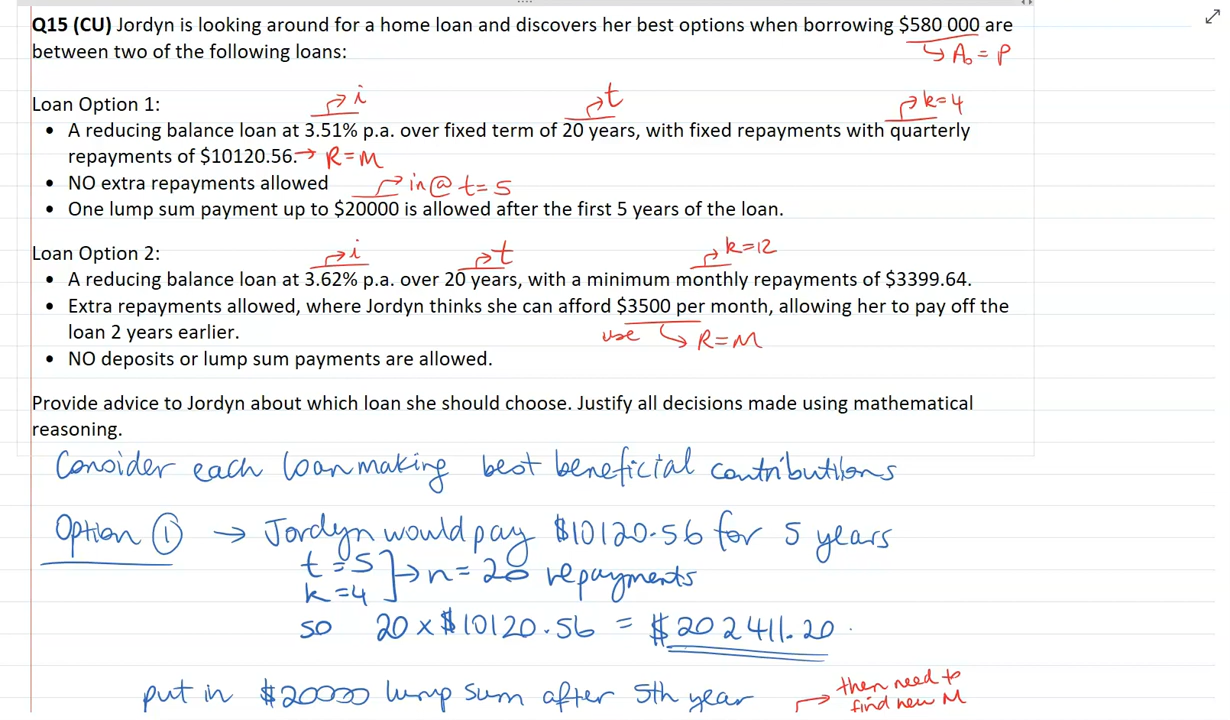 Q15 (CU) Jordyn is looking around for a home loan and discovers her best options when borrowing $580 000 are
between two of the following loans:
↳ A₀ = P
Loan Option 1:
→ i
→ t
→ k=4
• A reducing balance loan at 3.51% p.a. over fixed term of 20 years, with fixed repayments with quarterly
repayments of $10120.56. → R=M
• NO extra repayments allowed
→ in @ t=5
• One lump sum payment up to $20000 is allowed after the first 5 years of the loan.
Loan Option 2:
→ i
→ t
→ k=12
• A reducing balance loan at 3.62% p.a. over 20 years, with a minimum monthly repayments of $3399.64.
• Extra repayments allowed, where Jordyn thinks she can afford $3500 per month, allowing her to pay off the
loan 2 years earlier.
use ↳ R=M
• NO deposits or lump sum payments are allowed.
Provide advice to Jordyn about which loan she should choose. Justify all decisions made using mathematical
reasoning.
Consider each loan making best beneficial contributions
Option ① → Jordyn would pay $10120.56 for 5 years
t=5
k=4
→ n = 20 repayments
so 20 × $10120.56 = $202411.20
put in $20000 lump sum after 5th year
→ then need to
find new M